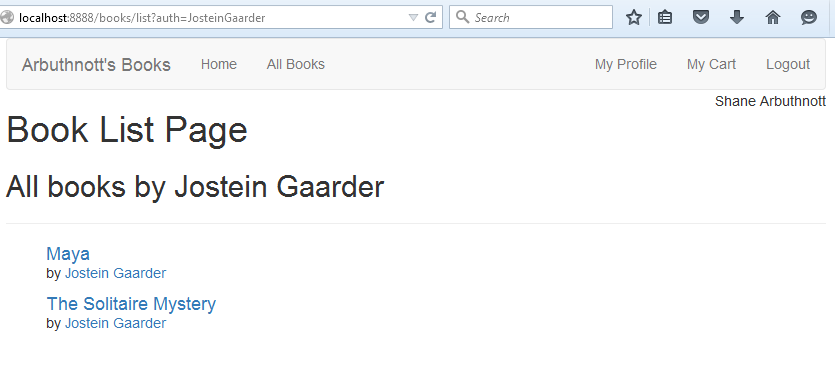 localhost:8888/books/list?auth=JosteinGaarder Search
Arbuthnott's Books Home All Books My Profile My Cart Logout
Shane Arbuthnott
Book List Page
All books by Jostein Gaarder
Maya
by Jostein Gaarder
The Solitaire Mystery
by Jostein Gaarder